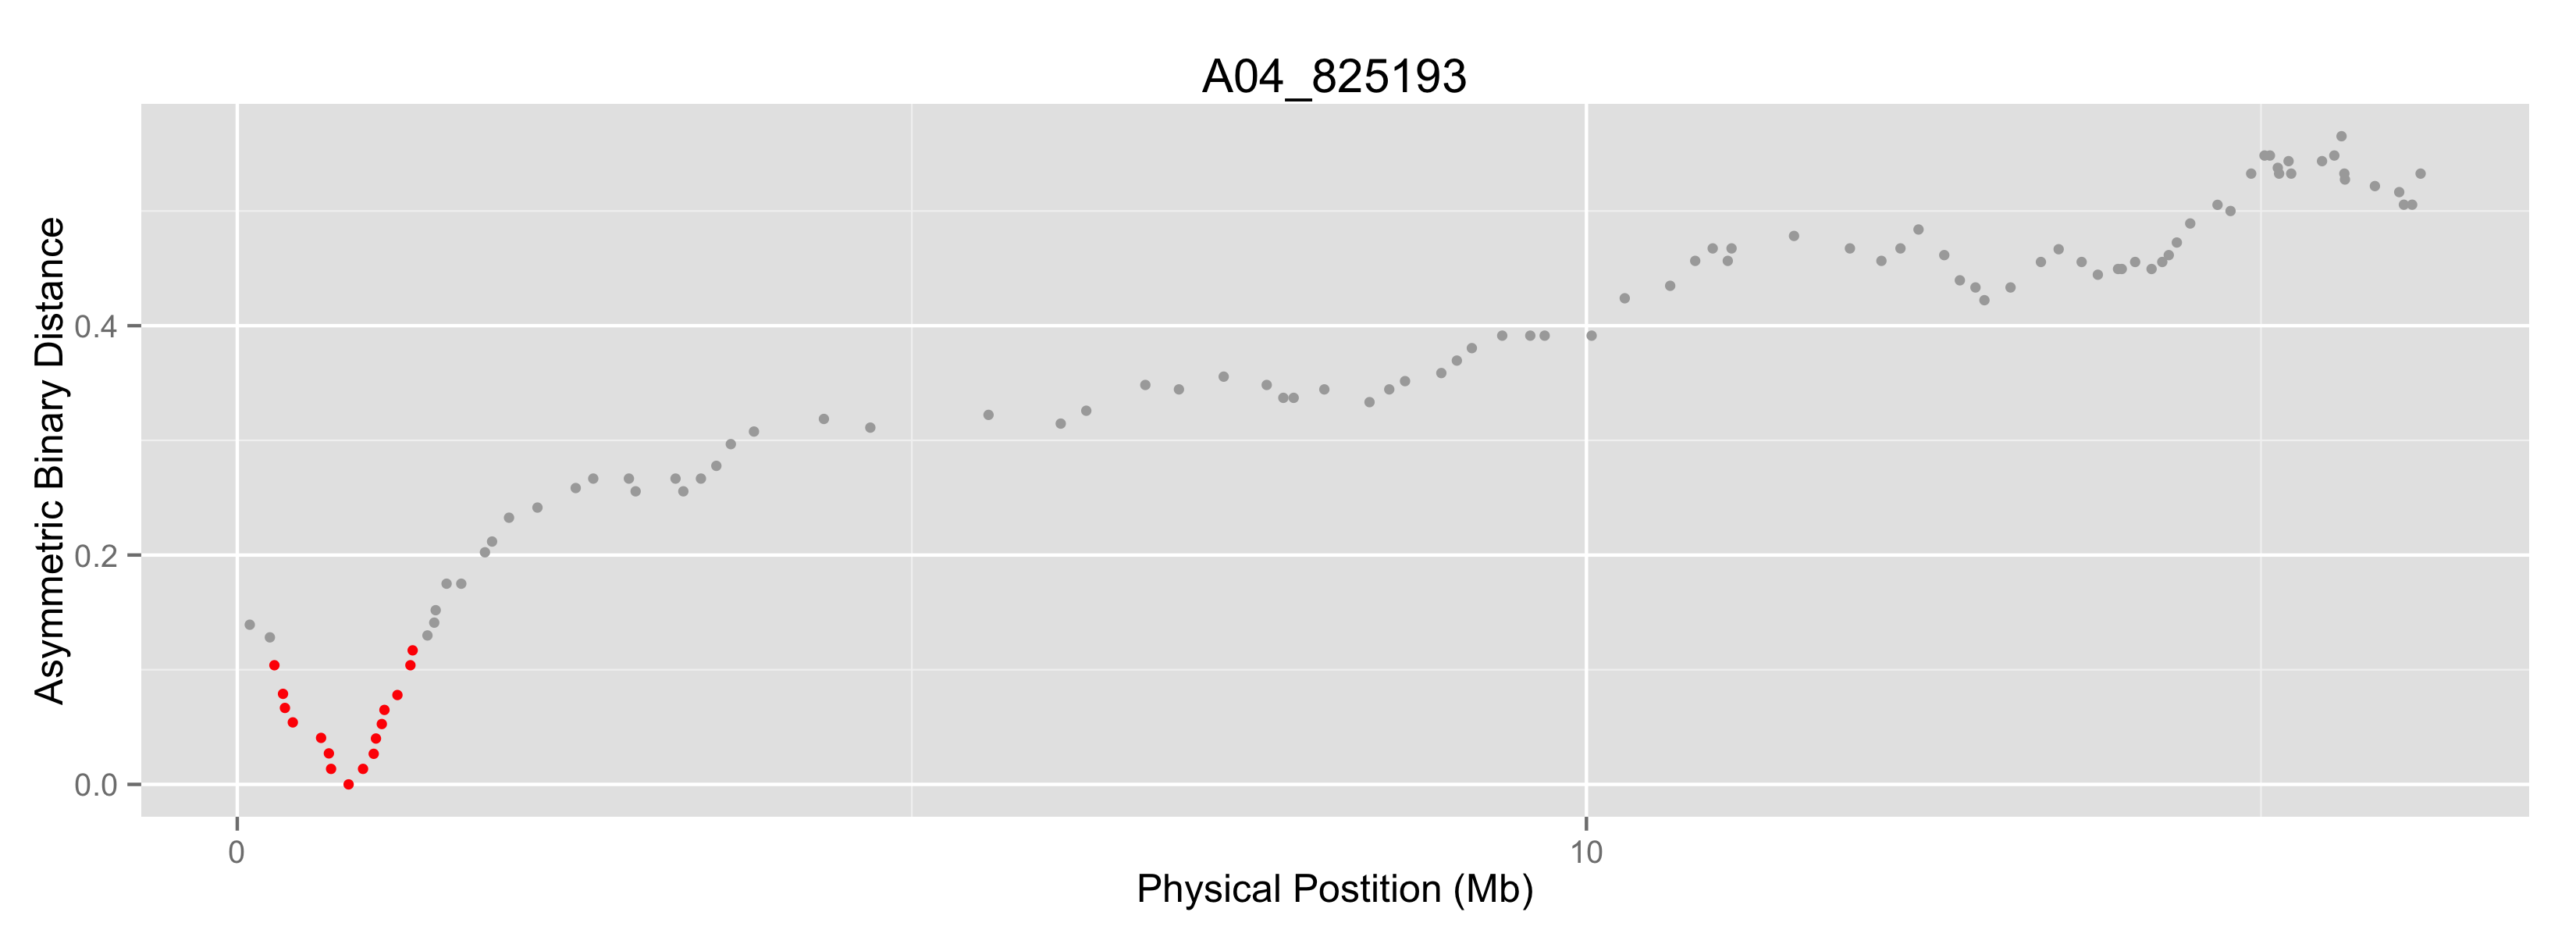 A04_825193
Asymmetric Binary Distance
0.4
0.2
0.0
0
10
Physical Postition (Mb)